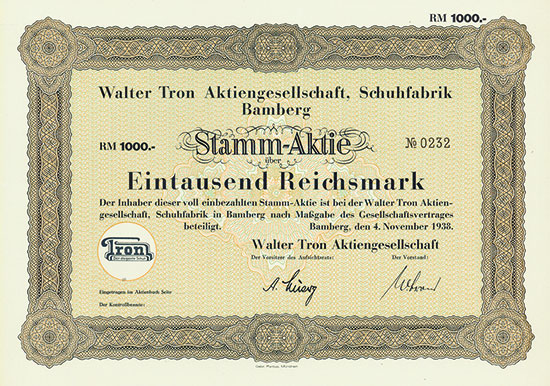 RM 1000.-
Walter Tron Aktiengesellschaft, Schuhfabrik
Bamberg
RM 1000.- Stamm-Aktie № 0232
über
Eintausend Reichsmark
Der Inhaber dieser voll einbezahlten Stamm-Aktie ist bei der Walter Tron Aktien-
gesellschaft, Schuhfabrik in Bamberg nach Maßgabe des Gesellschaftsvertrages
beteiligt. Bamberg, den 4. November 1938.
Walter Tron Aktiengesellschaft
Der Vorsitzer des Aufsichtsrats: Der Vorstand:
Tron
Der elegante Schuh
Eingetragen im Aktienbuch Seite
Der Kontrollbeamte: